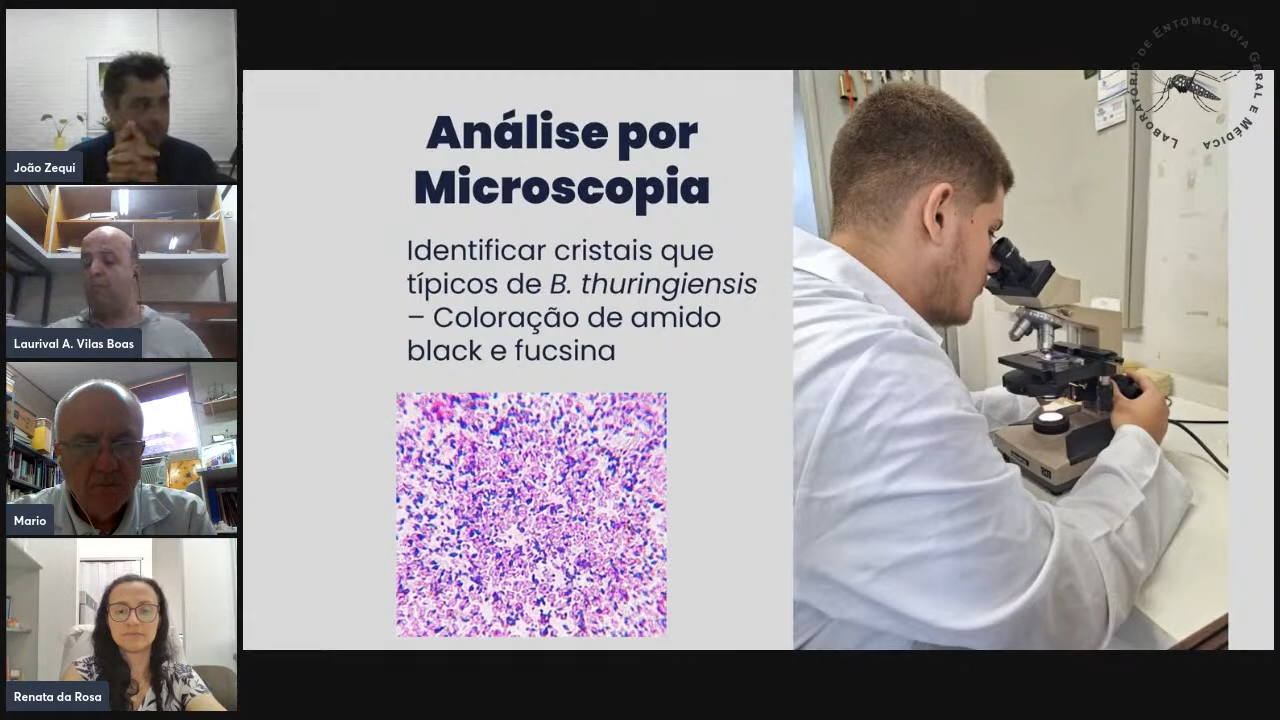 João Zequi
Laurival A. Vilas Boas
Mario
Renata da Rosa
Análise por
Microscopia
Identificar cristais que
típicos de B. thuringiensis
– Coloração de amido
black e fucsina
LABORATÓRIO DE ENTOMOLOGIA GERAL E MÉDICA